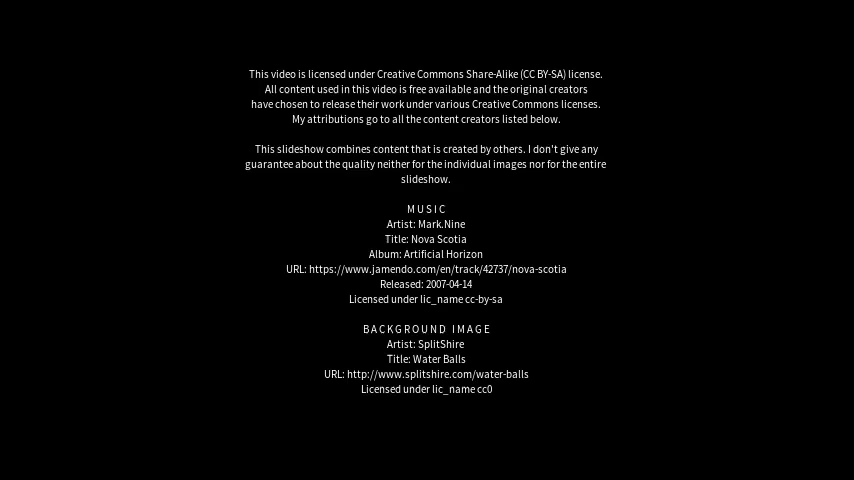 This video is licensed under Creative Commons Share-Alike (CC BY-SA) license.
All content used in this video is free available and the original creators
have chosen to release their work under various Creative Commons licenses.
My attributions go to all the content creators listed below.
This slideshow combines content that is created by others. I don't give any
guarantee about the quality neither for the individual images nor for the entire
slideshow.
MUSIC
Artist: Mark.Nine
Title: Nova Scotia
Album: Artificial Horizon
URL: https://www.jamendo.com/en/track/42737/nova-scotia
Released: 2007-04-14
Licensed under lic_name cc-by-sa
BACKGROUND IMAGE
Artist: SplitShire
Title: Water Balls
URL: http://www.splitshire.com/water-balls
Licensed under lic_name cc0